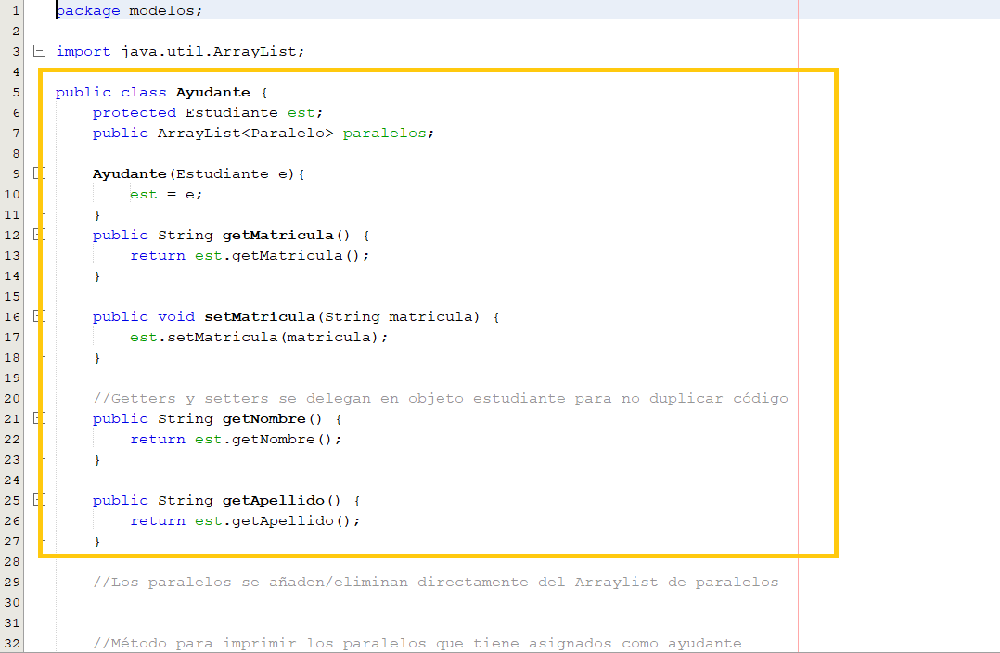 1 package modelos;
2
3 import java.util.ArrayList;
4
5 public class Ayudante {
6     protected Estudiante est;
7     public ArrayList<Paralelo> paralelos;
8
9     Ayudante(Estudiante e){
10         est = e;
11     }
12     public String getMatricula() {
13         return est.getMatricula();
14     }
15
16     public void setMatricula(String matricula) {
17         est.setMatricula(matricula);
18     }
19
20     //Getters y setters se delegan en objeto estudiante para no duplicar código
21     public String getNombre() {
22         return est.getNombre();
23     }
24
25     public String getApellido() {
26         return est.getApellido();
27     }
28
29     //Los paralelos se añaden/eliminan directamente del Arraylist de paralelos
30
31
32     //Método para imprimir los paralelos que tiene asignados como ayudante